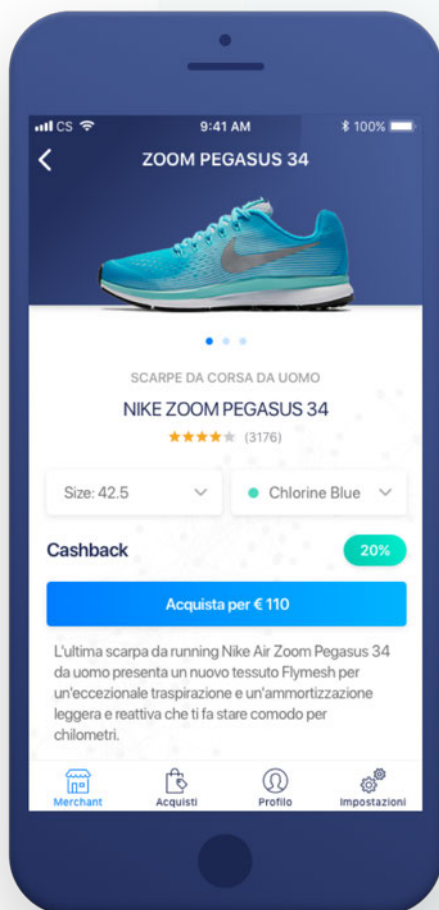 CS 9:41 AM 100%
ZOOM PEGASUS 34
SCARPE DA CORSA DA UOMO
NIKE ZOOM PEGASUS 34
(3176)
Size: 42.5
Chlorine Blue
Cashback
20%
Acquista per € 110
L'ultima scarpa da running Nike Air Zoom Pegasus 34
da uomo presenta un nuovo tessuto Flymesh per
un'eccezionale traspirazione e un'ammortizzazione
leggera e reattiva che ti fa stare comodo per
chilometri.
Merchant
Acquisti
Profilo
Impostazioni